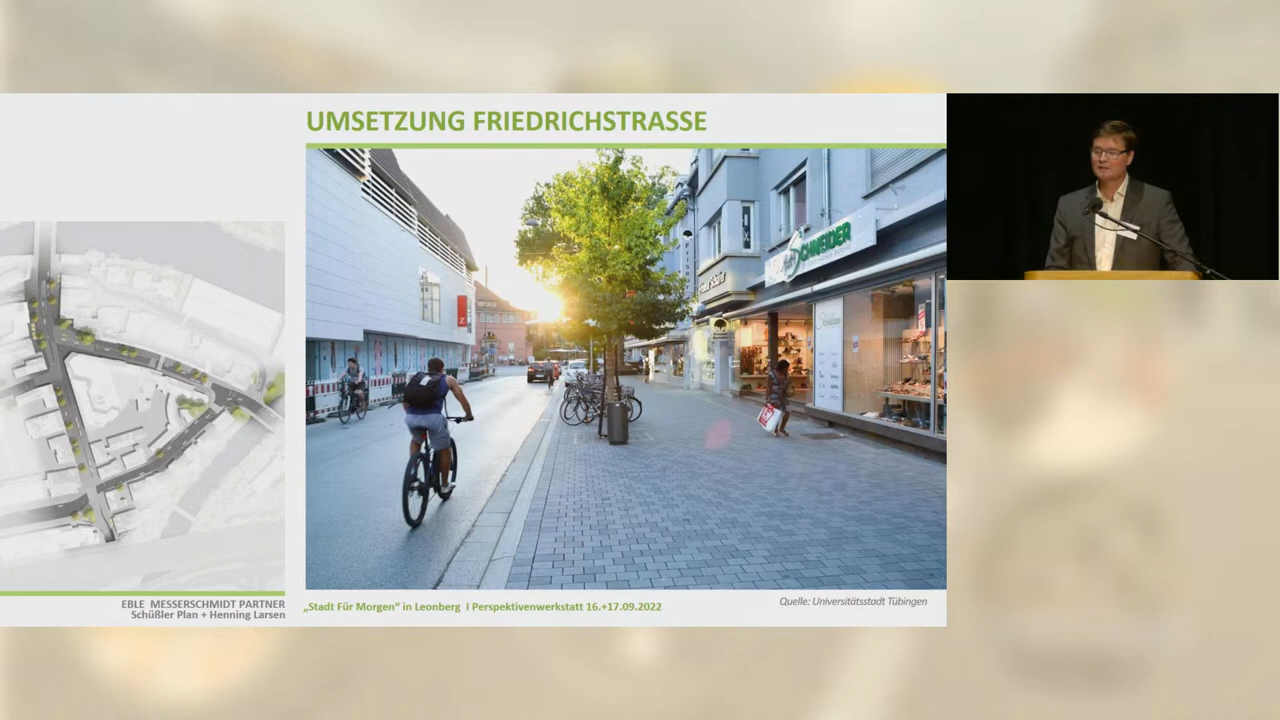 UMSETZUNG FRIEDRICHSTRASSE
SCHNEIDER
Z
EBLE MESSERSCHMIDT PARTNER
Schüßler Plan + Henning Larsen
„Stadt Für Morgen“ in Leonberg I Perspektivenwerkstatt 16.+17.09.2022
Quelle: Universitätsstadt Tübingen